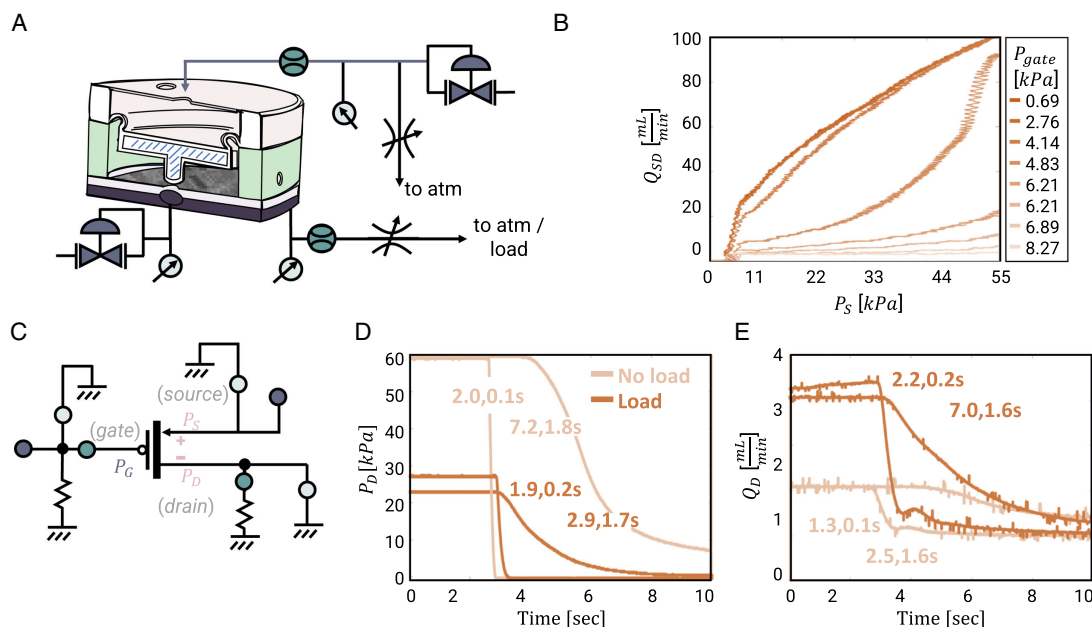 A
to atm
to atm /
load
B
Q_SD [mL/min]
100
80
60
40
20
0
0 11 22 33 44 55
P_S [kPa]
P_gate
[kPa]
0.69
2.76
4.14
4.83
6.21
6.21
6.89
8.27
C
(source)
(gate)
P_S
+
P_G
-
P_D
(drain)
D
P_D [kPa]
60
50
40
30
20
10
0
No load
Load
2.0,0.1s
7.2,1.8s
1.9,0.2s
2.9,1.7s
0 2 4 6 8 10
Time [sec]
E
Q_D [mL/min]
4
3
2
1
0
2.2,0.2s
7.0,1.6s
1.3,0.1s
2.5,1.6s
0 2 4 6 8 10
Time [sec]